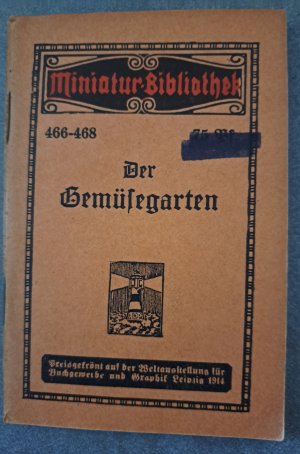 Miniatur-Bibliothek
466-468
Der
Gemüſegarten
Preisgekrönt auf der Weltausſtellung für
Buchgewerbe und Graphik Leipzig 1914